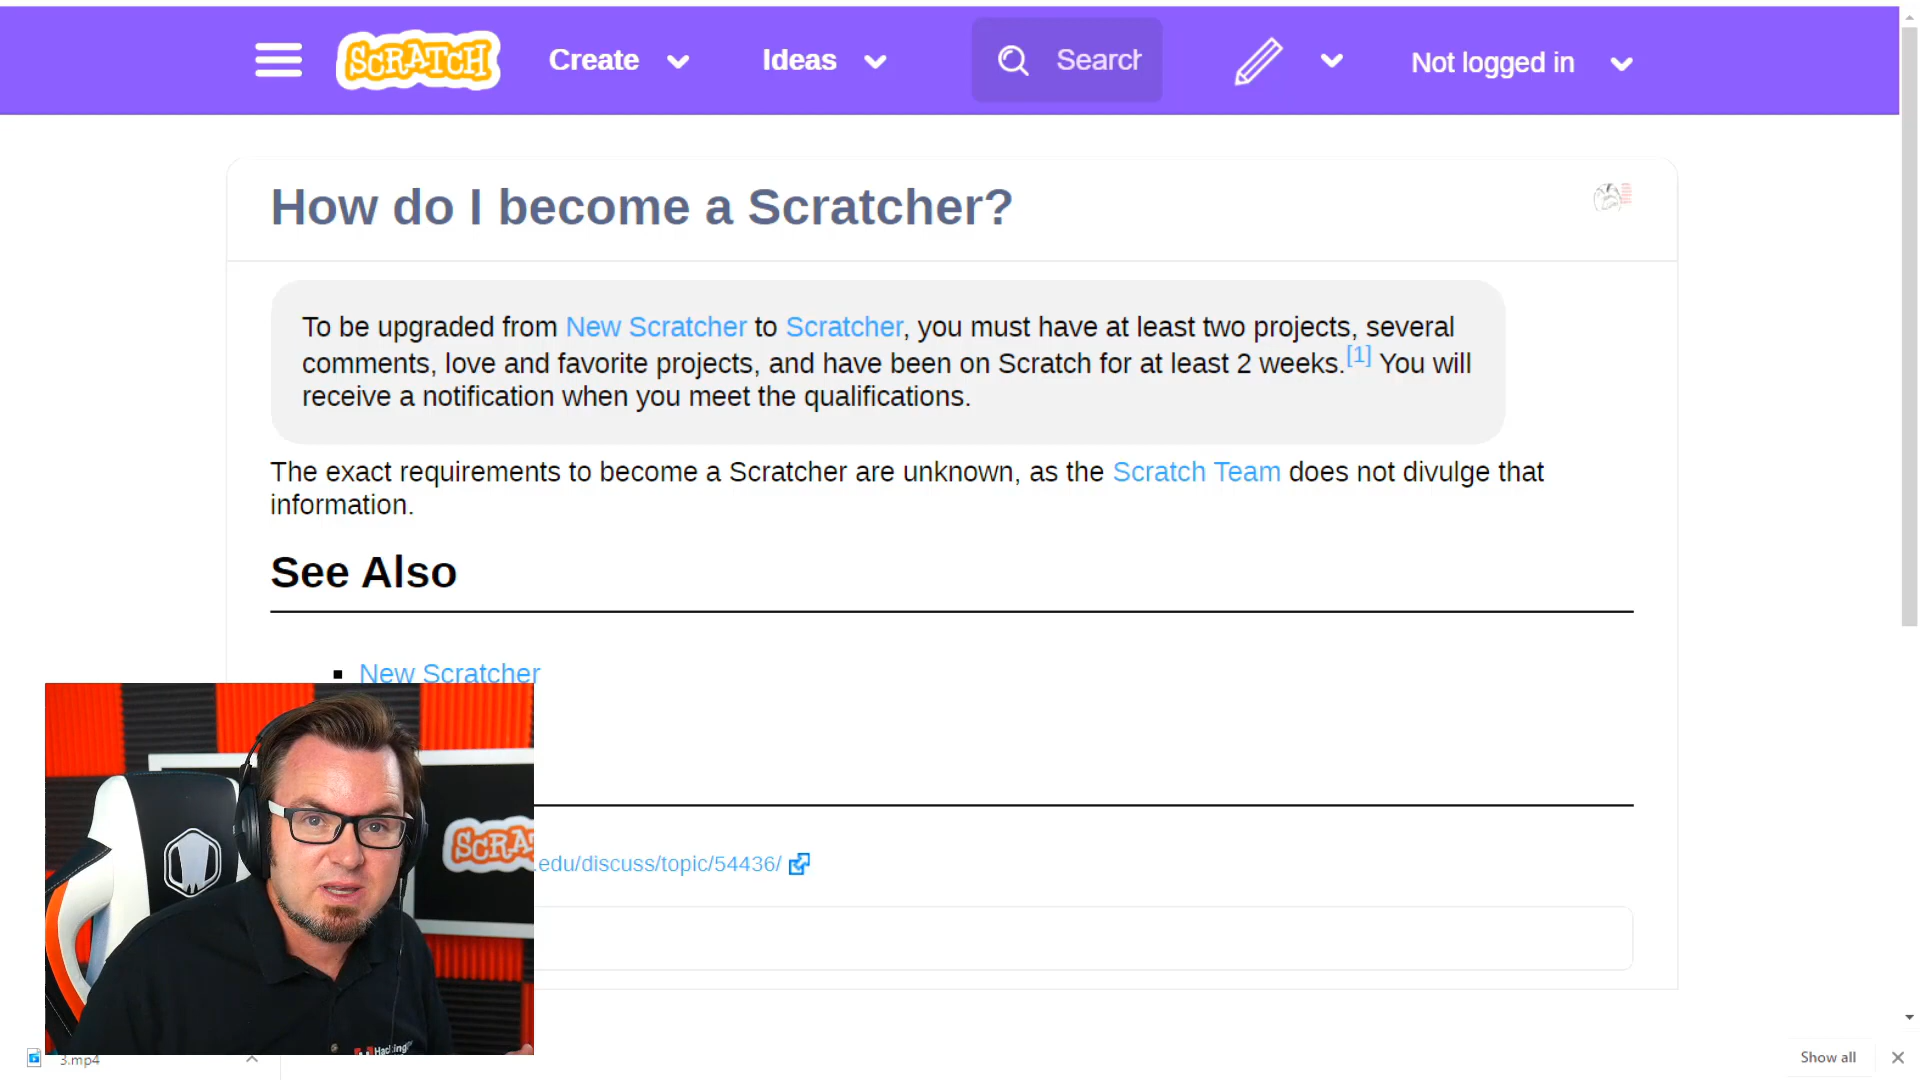 SCRATCH
Create
Ideas
Search
Not logged in
How do I become a Scratcher?
To be upgraded from New Scratcher to Scratcher, you must have at least two projects, several
comments, love and favorite projects, and have been on Scratch for at least 2 weeks.[1] You will
receive a notification when you meet the qualifications.
The exact requirements to become a Scratcher are unknown, as the Scratch Team does not divulge that
information.
See Also
New Scratcher
SCRA
.edu/discuss/topic/54436/
Hacking
3.mp4
Show all